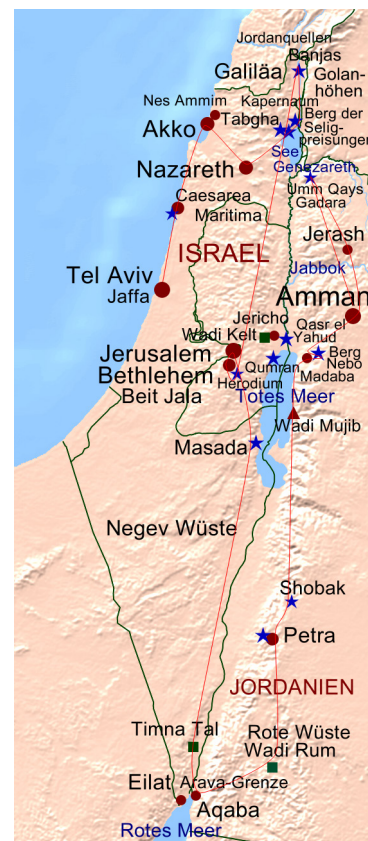 Jordanquellen
Banjas
Galiläa
Golan-
höhen
Nes Ammim
Kapernaum
Akko
Tabgha
Berg der
Selig-
preisungen
See
Genezareth
Nazareth
Umm Qays
Gadara
Caesarea
Maritima
Jerash
ISRAEL
Jabbok
Tel Aviv
Jaffa
Amman
Jericho
Qasr el
Yahud
Wadi Kelt
Jerusalem
Berg
Nebo
Bethlehem
Qumran
Madaba
Herodium
Beit Jala
Totes Meer
Wadi Mujib
Masada
Negev Wüste
Shobak
Petra
JORDANIEN
Timna Tal
Rote Wüste
Wadi Rum
Eilat
Arava-Grenze
Aqaba
Rotes Meer